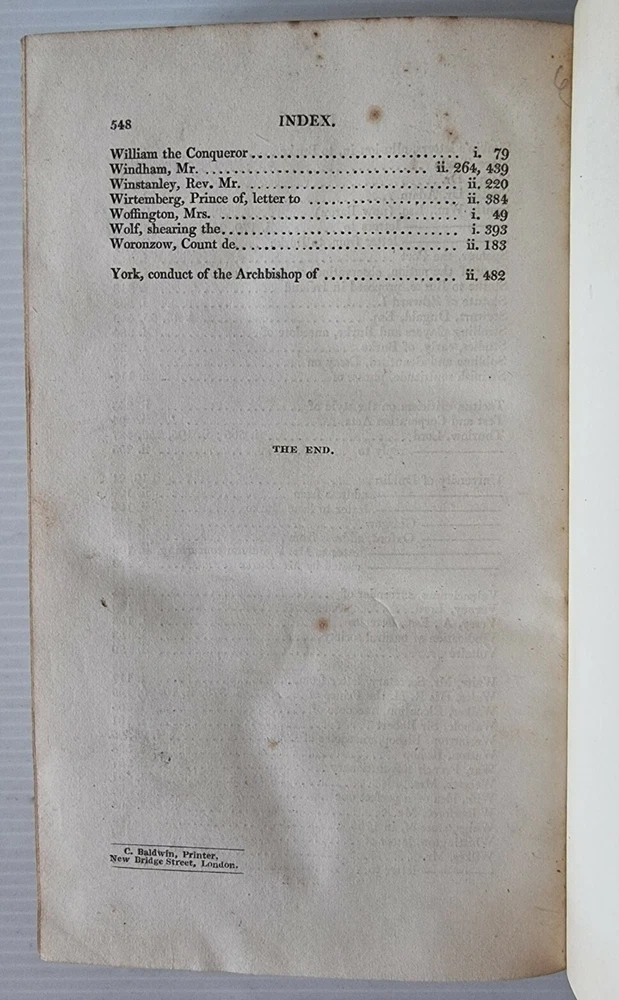 548 INDEX.
William the Conqueror............................ i. 79
Windham, Mr. .................................. ii. 264, 439
Winstanley, Rev. Mr. ............................ ii. 220
Wirtemberg, Prince of, letter to .................... ii. 384
Woffington, Mrs. ................................ i. 49
Wolf, shearing the................................ i. 393
Woronzow, Count de.............................. ii. 183
York, conduct of the Archbishop of .................. ii. 482
THE END.
C. Baldwin, Printer,
New Bridge Street, London.